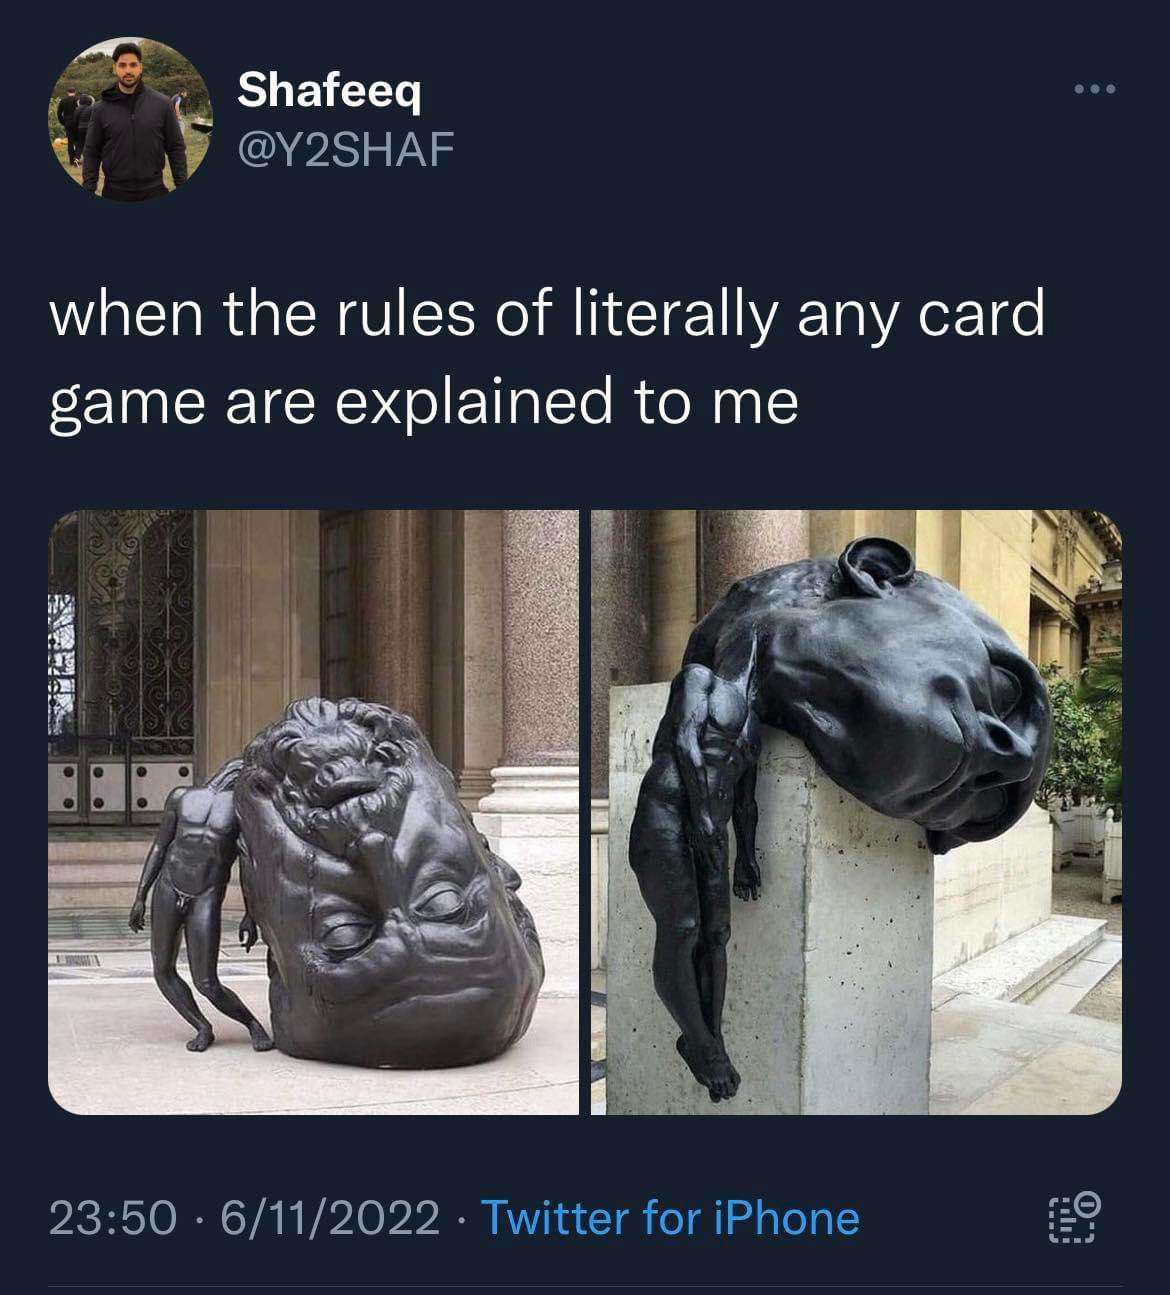 Shafeeq
@Y2SHAF
when the rules of literally any card
game are explained to me
23:50 · 6/11/2022 · Twitter for iPhone